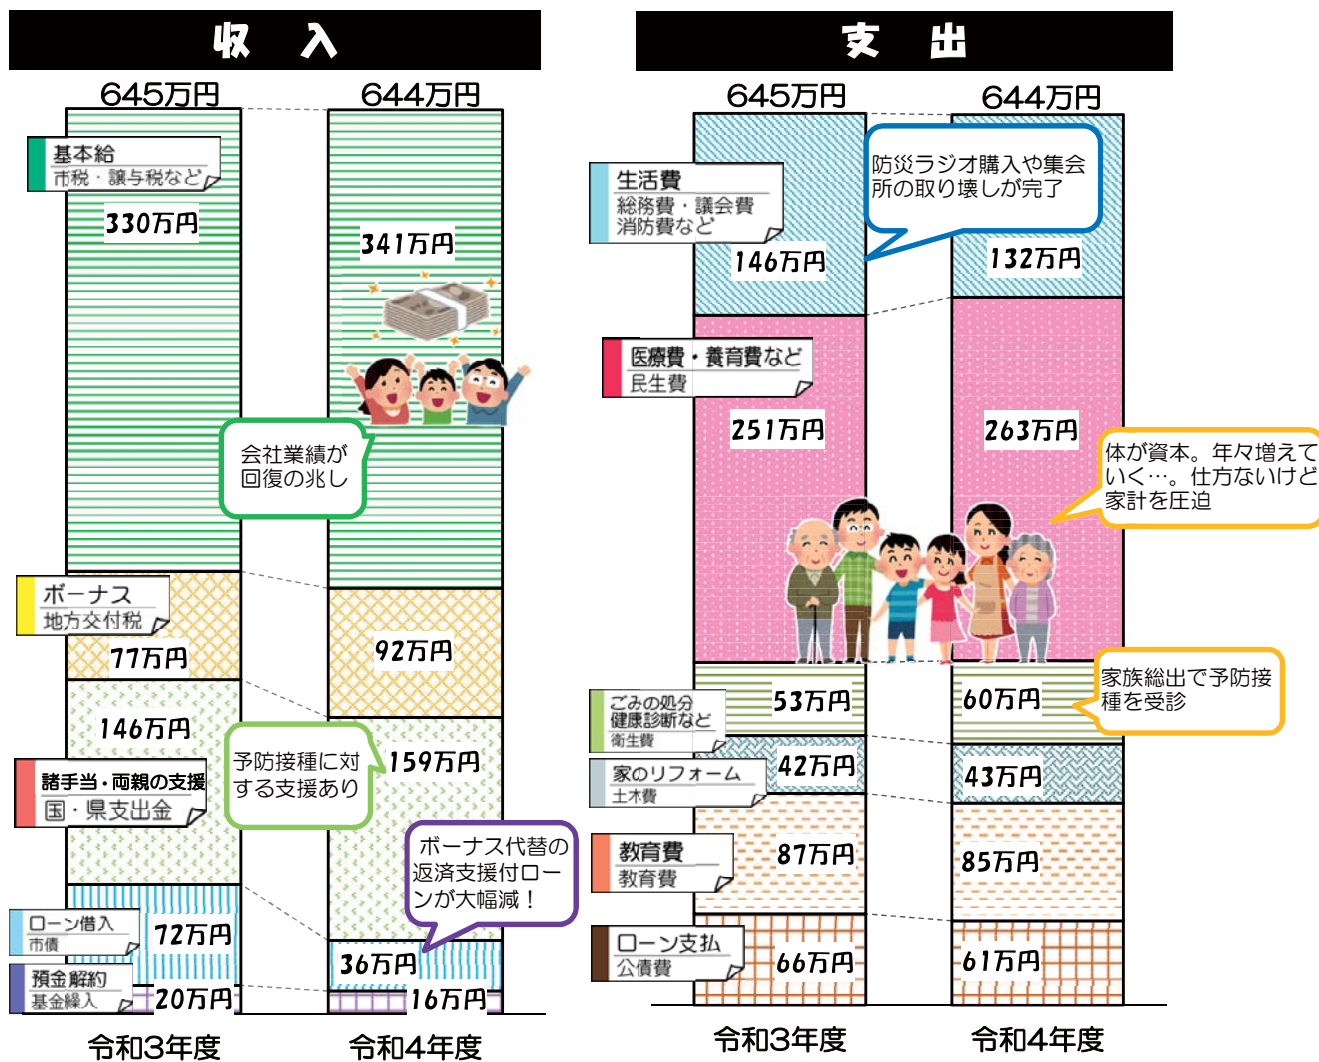 収 入
645万円
644万円
基本給
市税・譲与税など
330万円
341万円
会社業績が
回復の兆し
ボーナス
地方交付税
77万円
92万円
146万円
159万円
予防接種に対
する支援あり
諸手当・両親の支援
国・県支出金
ボーナス代替の
返済支援付ロー
ンが大幅減！
ローン借入
市債
72万円
36万円
預金解約
基金繰入
20万円
16万円
令和3年度
令和4年度
支 出
645万円
644万円
防災ラジオ購入や集会
所の取り壊しが完了
生活費
総務費・議会費
消防費など
146万円
132万円
医療費・養育費など
民生費
251万円
263万円
体が資本。年々増えて
いく…。仕方ないけど
家計を圧迫
ごみの処分
健康診断など
衛生費
53万円
60万円
家族総出で予防接
種を受診
家のリフォーム
土木費
42万円
43万円
教育費
教育費
87万円
85万円
ローン支払
公債費
66万円
61万円
令和3年度
令和4年度